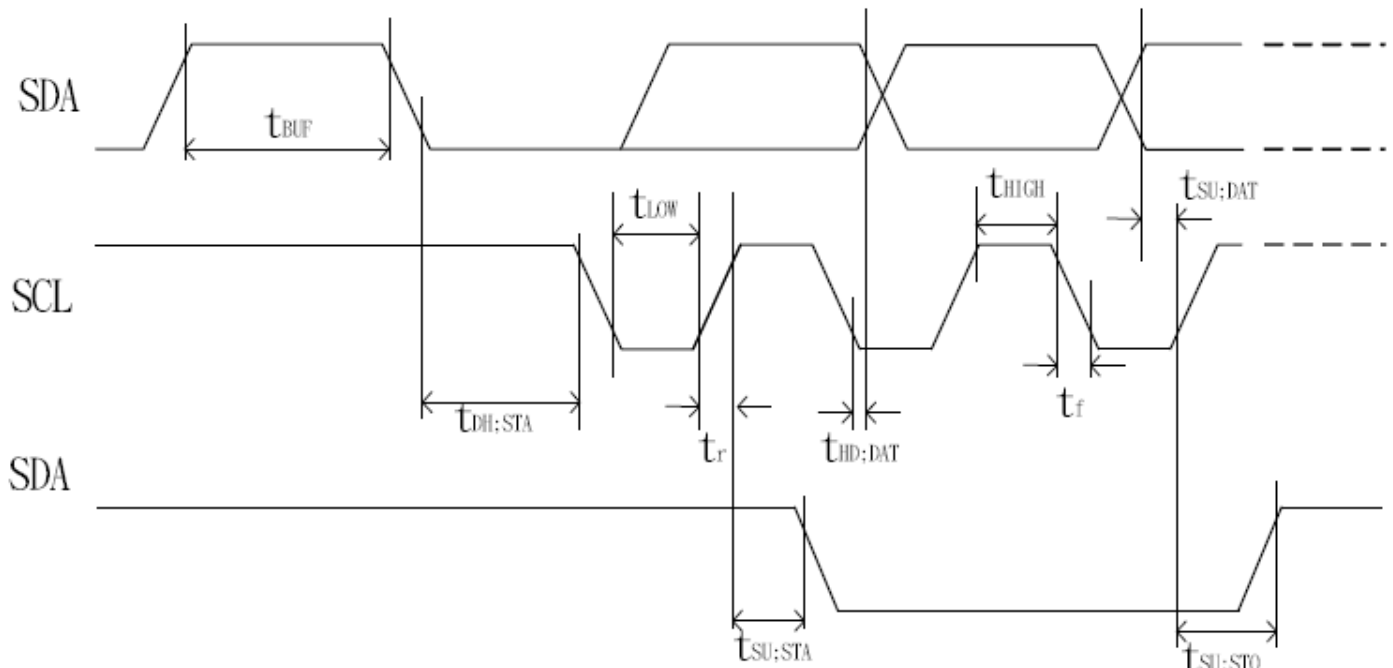 SDA
tBUF
tHIGH
tSU;DAT
tLOW
SCL
tDH;STA
tr
tHD;DAT
tf
SDA
tSU;STA
tSU;STO